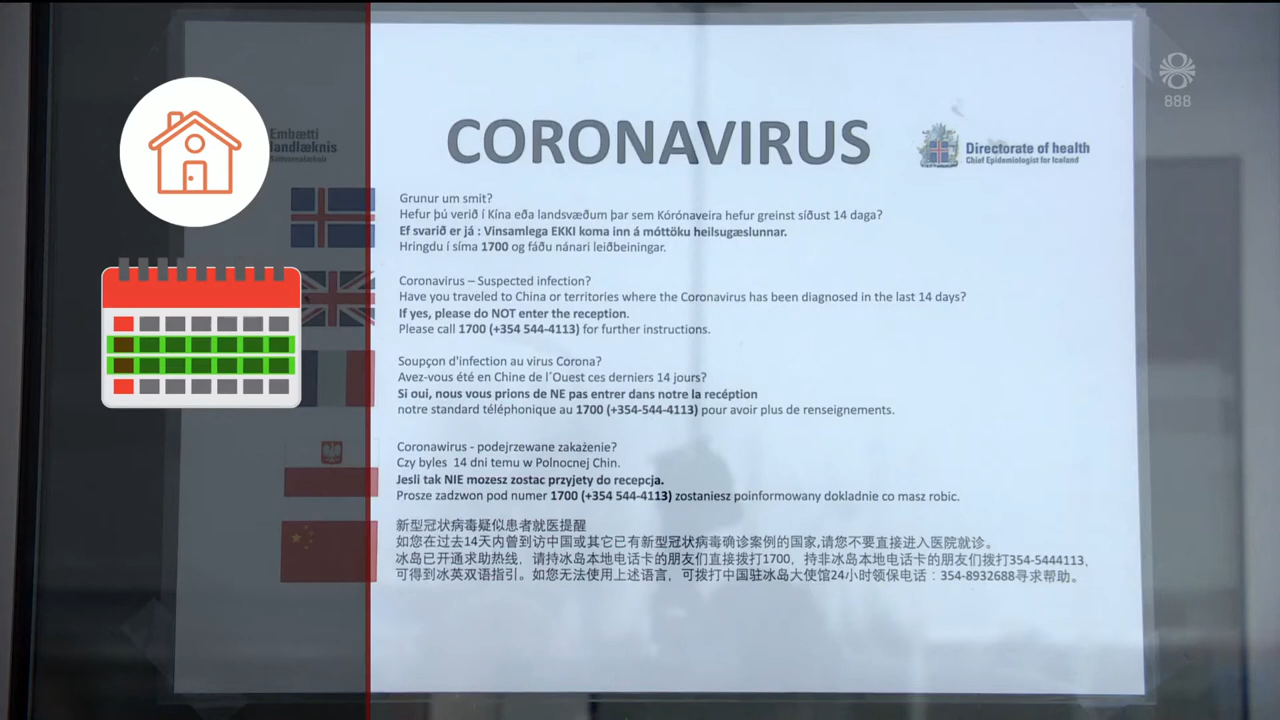 888
Embætti
landlæknis
Sóttvarnalæknir
CORONAVIRUS
Directorate of health
Chief Epidemiologist for Iceland
Grunur um smit?
Hefur þú verið í Kína eða landsvæðum þar sem Kórónaveira hefur greinst síðust 14 daga?
Ef svarið er já : Vinsamlega EKKI koma inn á móttöku heilsugæslunnar.
Hringdu í síma 1700 og fáðu nánari leiðbeiningar.
Coronavirus – Suspected infection?
Have you traveled to China or territories where the Coronavirus has been diagnosed in the last 14 days?
If yes, please do NOT enter the reception.
Please call 1700 (+354 544-4113) for further instructions.
Soupçon d'infection au virus Corona?
Avez-vous été en Chine de l´Ouest ces derniers 14 jours?
Si oui, nous vous prions de NE pas entrer dans notre la recéption
notre standard téléphonique au 1700 (+354-544-4113) pour avoir plus de renseignements.
Coronawirus - podejrzewane zakażenie?
Czy byles 14 dni temu w Polnocnej Chin.
Jesli tak NIE mozesz zostac przyjety do recepcja.
Prosze zadzwon pod numer 1700 (+354 544-4113) zostaniesz poinformowany dokladnie co masz robic.
新型冠状病毒疑似患者就医提醒
如您在过去14天内曾到访中国或其它已有新型冠状病毒确诊案例的国家,请您不要直接进入医院就诊。
冰岛已开通求助热线，请持冰岛本地电话卡的朋友们直接拨打1700，持非冰岛本地电话卡的朋友们拨打354-5444113，
可得到冰英双语指引。如您无法使用上述语言，可拨打中国驻冰岛大使馆24小时领保电话：354-8932688寻求帮助。